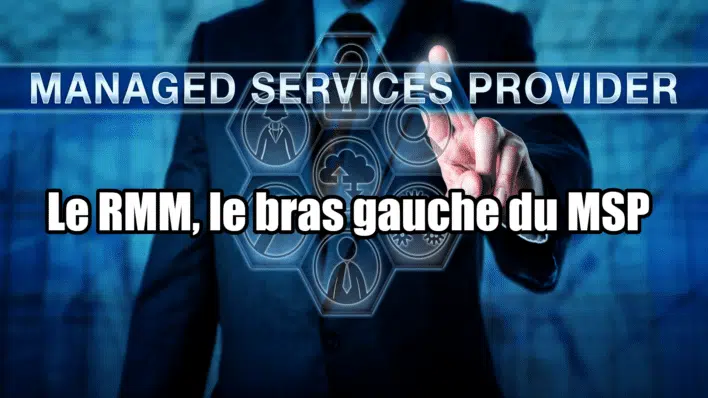 MANAGED SERVICES PROVIDER
Le RMM, le bras gauche du MSP